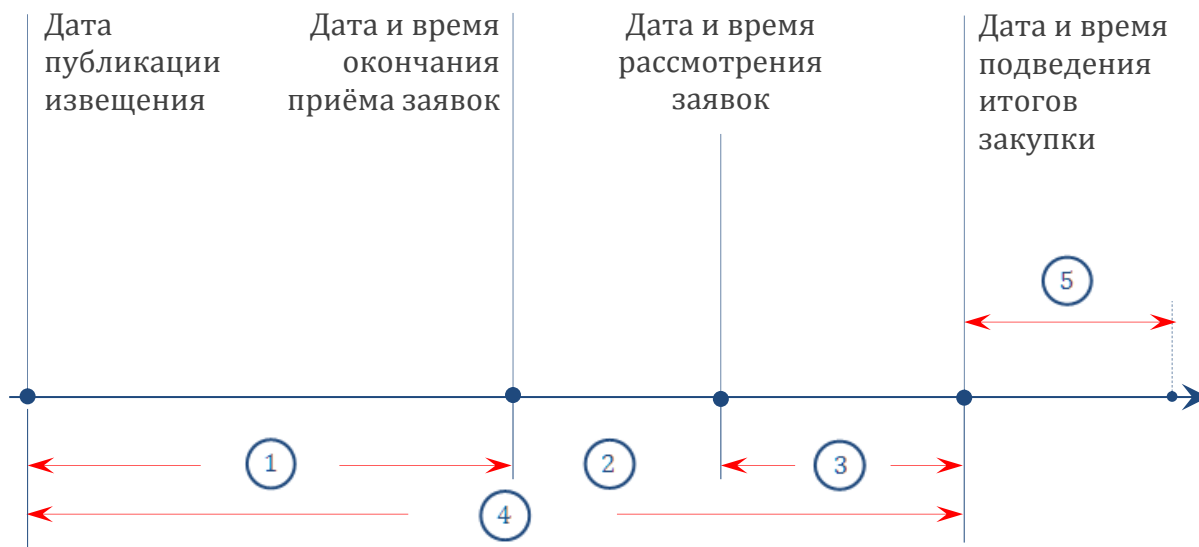 Дата
публикации
извещения
Дата и время
окончания
приёма заявок
Дата и время
рассмотрения
заявок
Дата и время
подведения
итогов
закупки
5
1
2
3
4